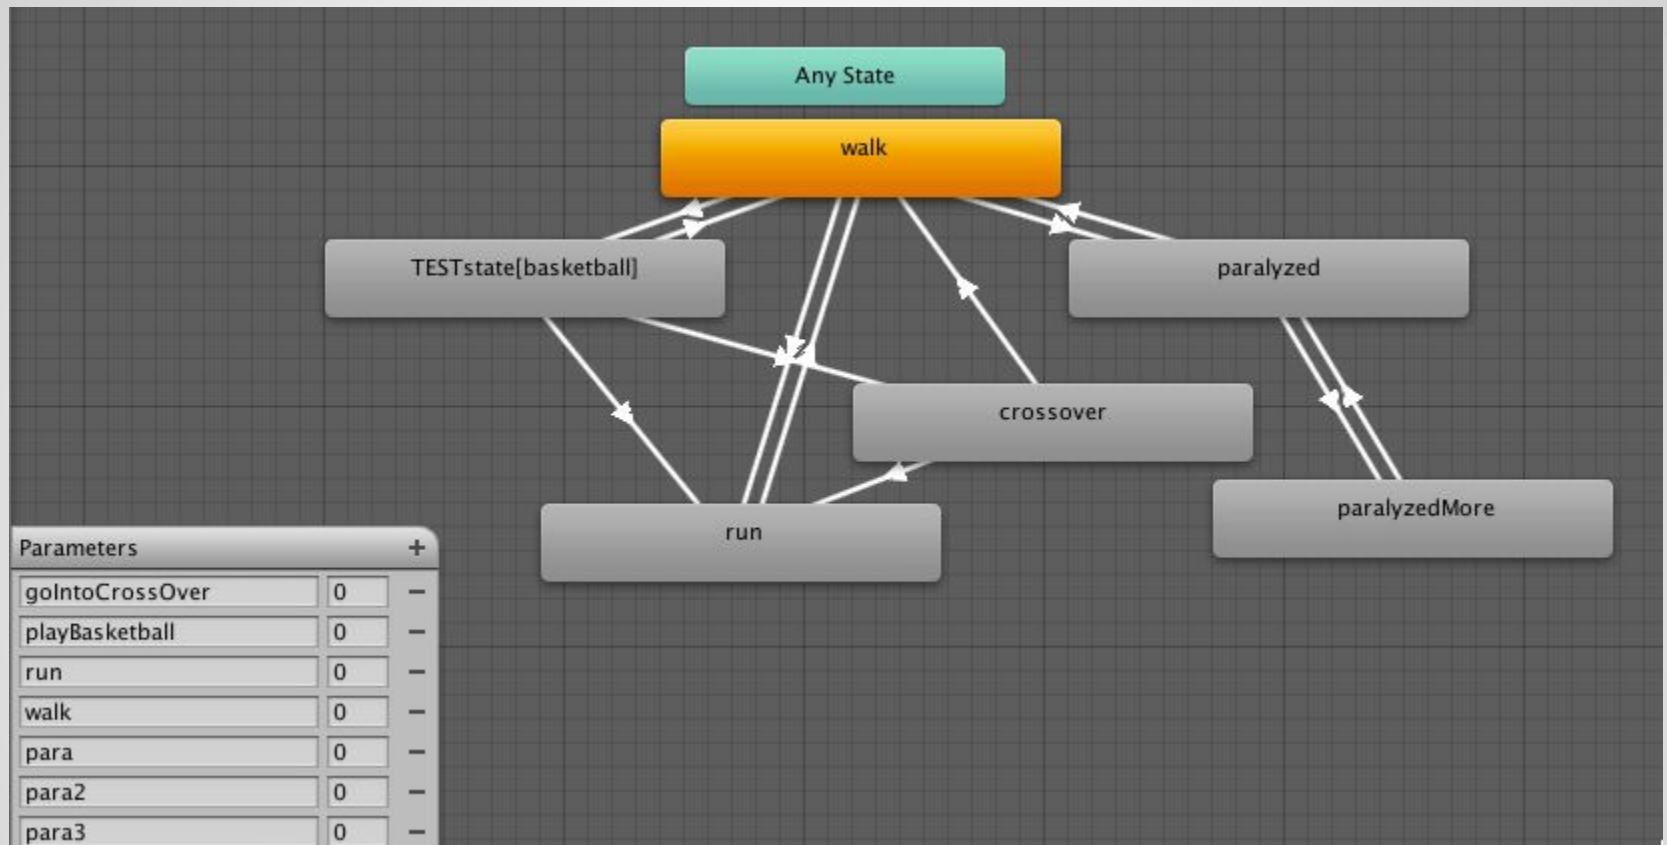 Any State
walk
TESTstate[basketball]
paralyzed
crossover
paralyzedMore
run
Parameters +
goIntoCrossOver 0 −
playBasketball 0 −
run 0 −
walk 0 −
para 0 −
para2 0 −
para3 0 −